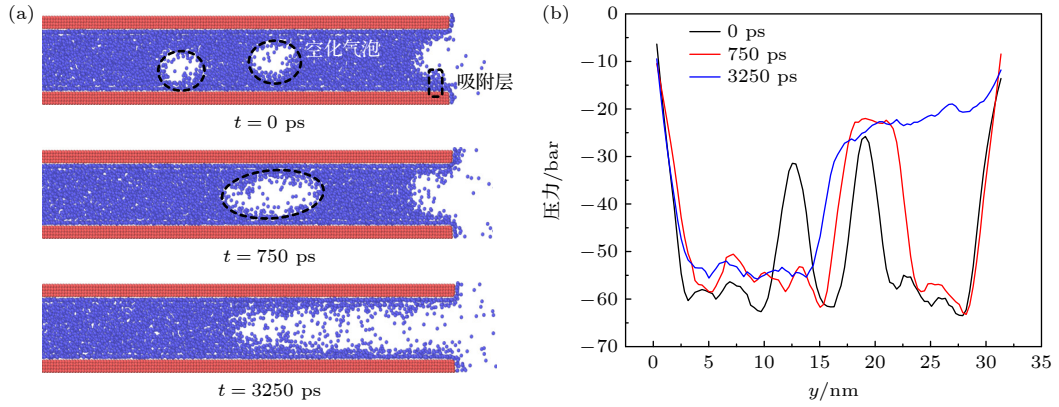 (a)
空化气泡
吸附层
t = 0 ps
t = 750 ps
t = 3250 ps
(b)
0 ps
750 ps
3250 ps
压力/bar
0
−10
−20
−30
−40
−50
−60
−70
0 5 10 15 20 25 30 35
y/nm